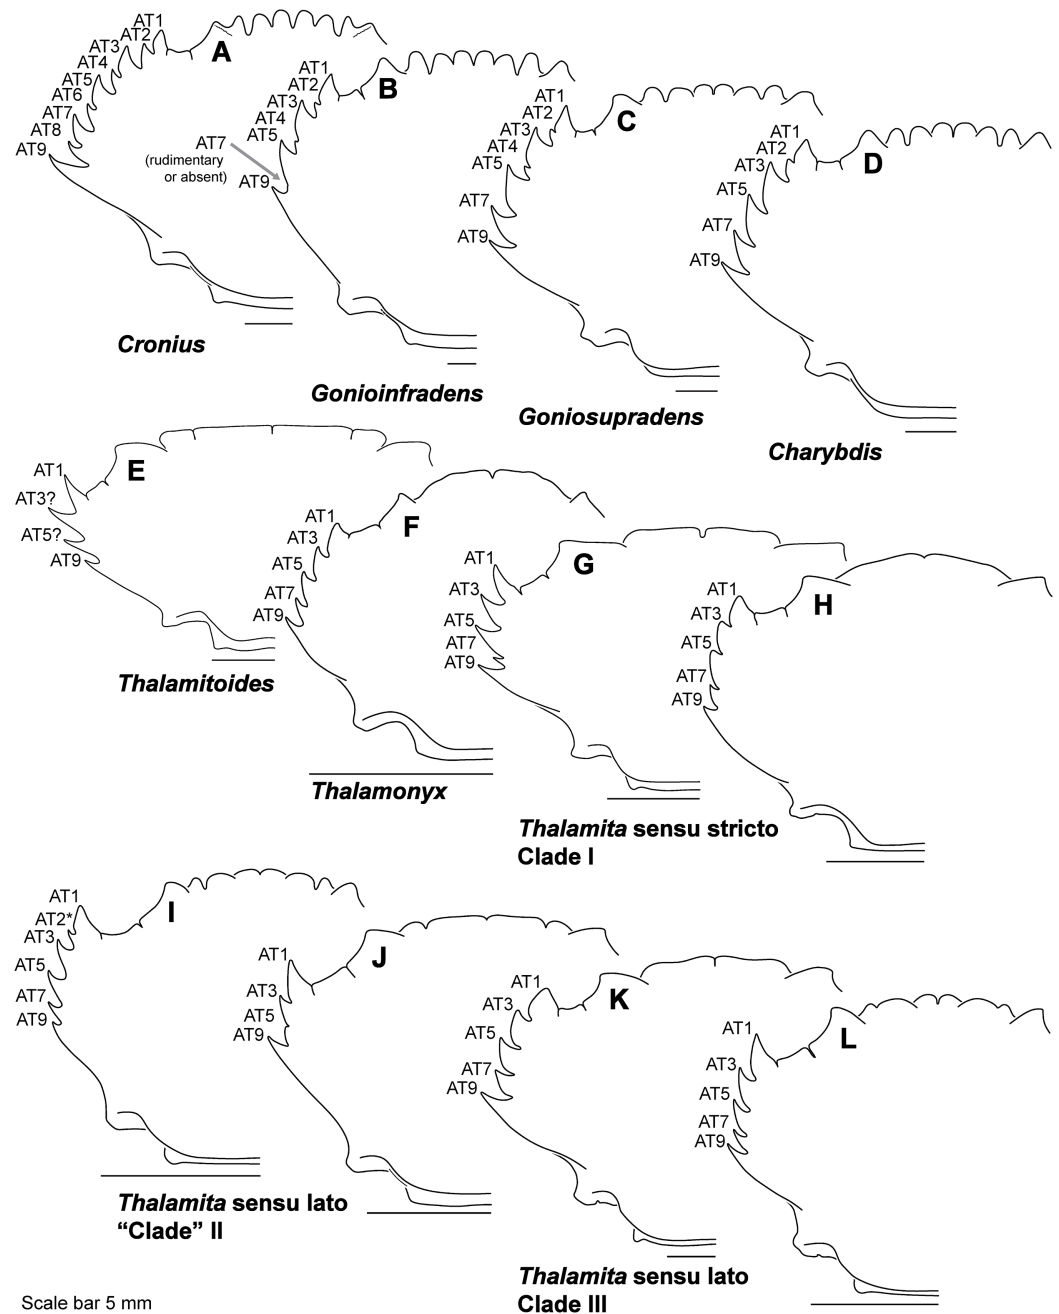 AT1
AT2
AT3
AT4
AT5
AT6
AT7
AT8
AT9
A
Cronius
AT1
AT2
AT3
AT4
AT5
AT7
(rudimentary
or absent)
AT9
B
Gonioinfradens
AT1
AT2
AT3
AT4
AT5
AT7
AT9
C
Goniosupradens
AT1
AT2
AT3
AT5
AT7
AT9
D
Charybdis
AT1
AT3?
AT5?
AT9
E
Thalamitoides
AT1
AT3
AT5
AT7
AT9
F
Thalamonyx
AT1
AT3
AT5
AT7
AT9
G
AT1
AT3
AT5
AT7
AT9
H
Thalamita sensu stricto
Clade I
AT1
AT2*
AT3
AT5
AT7
AT9
I
AT1
AT3
AT5
AT9
J
Thalamita sensu lato
“Clade” II
AT1
AT3
AT5
AT7
AT9
K
AT1
AT3
AT5
AT7
AT9
L
Thalamita sensu lato
Clade III
Scale bar 5 mm